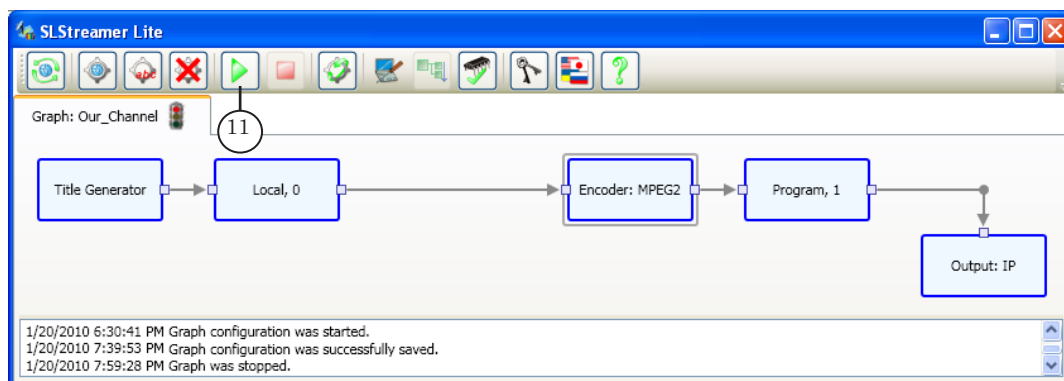 SLStreamer Lite
abc
11
Graph: Our_Channel
Title Generator
Local, 0
Encoder: MPEG2
Program, 1
Output: IP
1/20/2010 6:30:41 PM Graph configuration was started.
1/20/2010 7:39:53 PM Graph configuration was successfully saved.
1/20/2010 7:59:28 PM Graph was stopped.